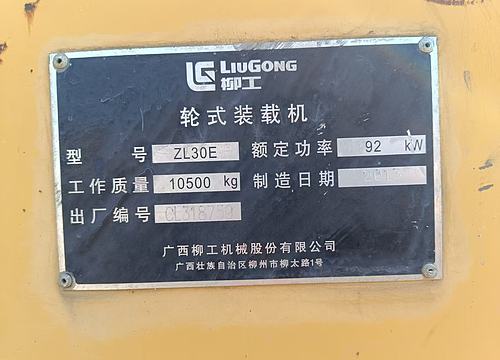 LG LIUGONG
柳工
轮式装载机
型 号 ZL30E 额定功率 92 kW
工作质量 10500 kg 制造日期
出厂编号
广西柳工机械股份有限公司
广西壮族自治区柳州市柳太路1号